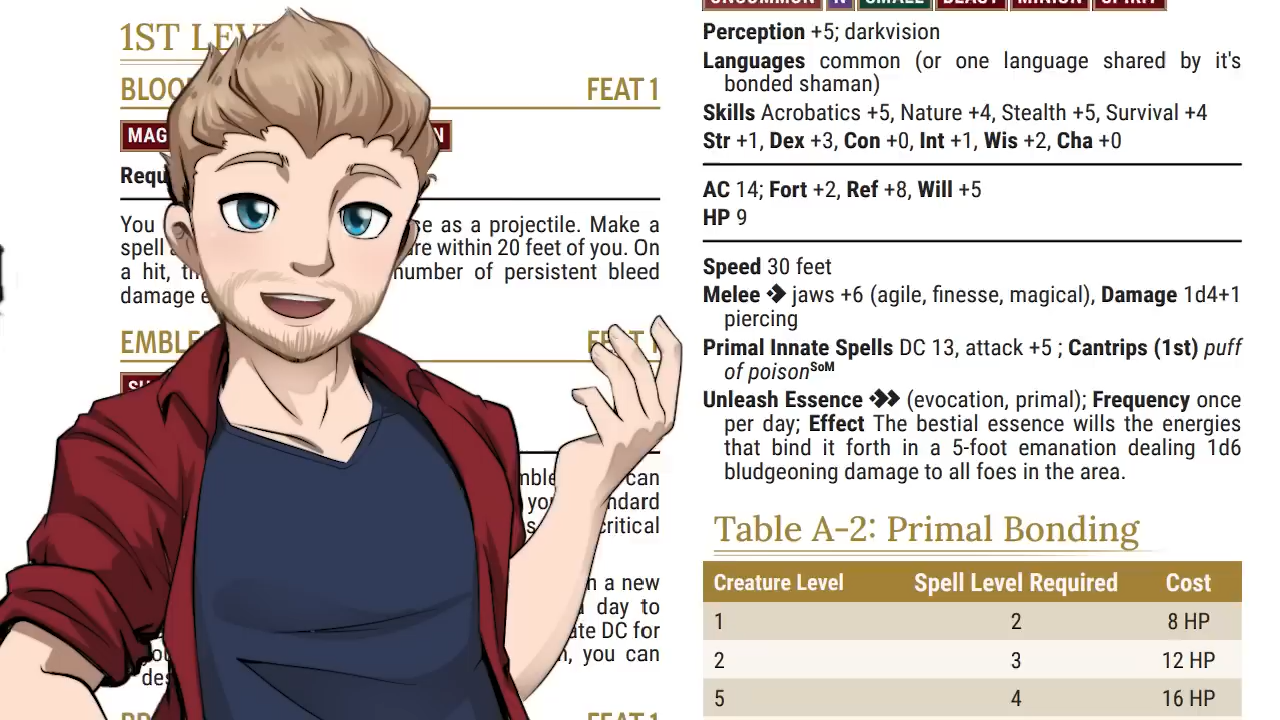 1ST LEV
BLOO FEAT 1
MAG N
Requ
You se as a projectile. Make a
spell re within 20 feet of you. On
a hit, number of persistent bleed
damage
EMBLE FEAT 1
can
ndard
critical
a new
day to
ate DC for
you can
des
FEAT 1
UNCOMMON N SMALL BEAST MINION SPIRIT
Perception +5; darkvision
Languages common (or one language shared by it's
bonded shaman)
Skills Acrobatics +5, Nature +4, Stealth +5, Survival +4
Str +1, Dex +3, Con +0, Int +1, Wis +2, Cha +0
AC 14; Fort +2, Ref +8, Will +5
HP 9
Speed 30 feet
Melee jaws +6 (agile, finesse, magical), Damage 1d4+1
piercing
Primal Innate Spells DC 13, attack +5 ; Cantrips (1st) puff
of poisonSoM
Unleash Essence (evocation, primal); Frequency once
per day; Effect The bestial essence wills the energies
that bind it forth in a 5-foot emanation dealing 1d6
bludgeoning damage to all foes in the area.
Table A-2: Primal Bonding
Creature Level Spell Level Required Cost
1 2 8 HP
2 3 12 HP
5 4 16 HP